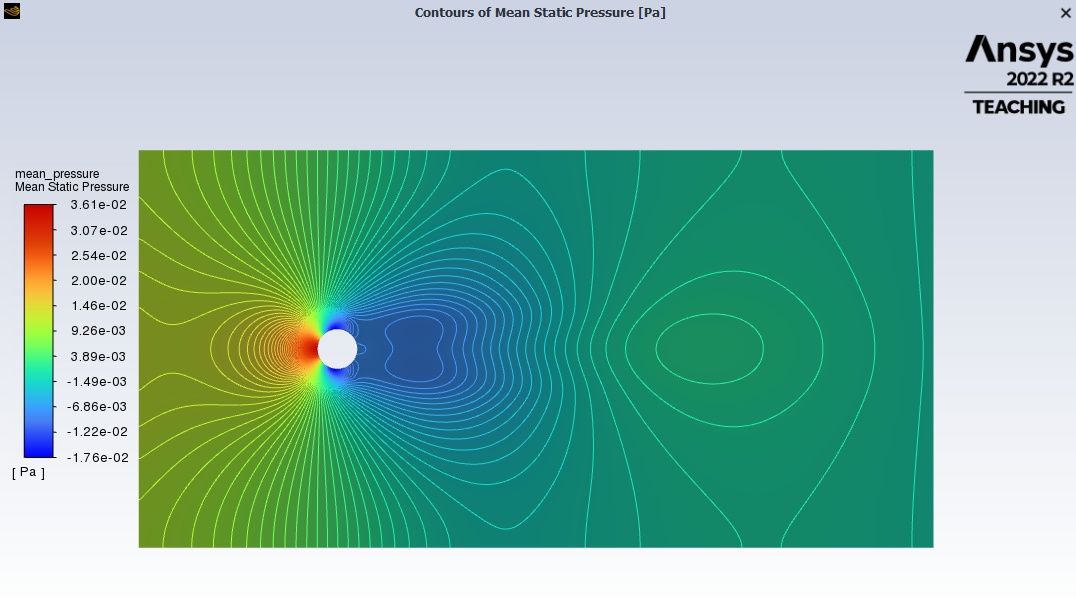 Contours of Mean Static Pressure [Pa]
Ansys
2022 R2
TEACHING
mean_pressure
Mean Static Pressure
3.61e-02
3.07e-02
2.54e-02
2.00e-02
1.46e-02
9.26e-03
3.89e-03
-1.49e-03
-6.86e-03
-1.22e-02
-1.76e-02
[ Pa ]